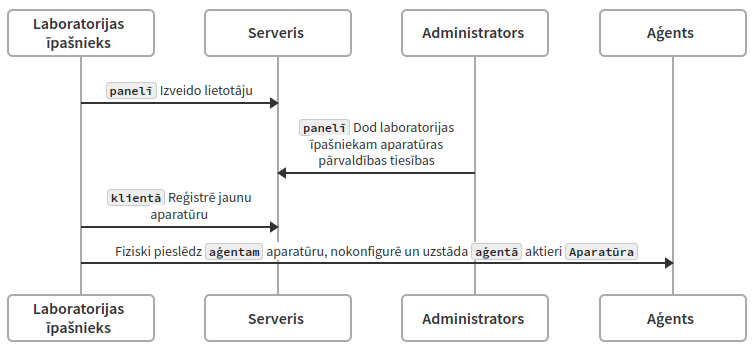 Laboratorijas
īpašnieks
Serveris
Administrators
Aģents
panelī Izveido lietotāju
panelī Dod laboratorijas
īpašniekam aparatūras
pārvaldības tiesības
klientā Reģistrē jaunu
aparatūru
Fiziski pieslēdz aģentam aparatūru, nokonfigurē un uzstāda aģentā aktieri Aparatūra
Laboratorijas
īpašnieks
Serveris
Administrators
Aģents